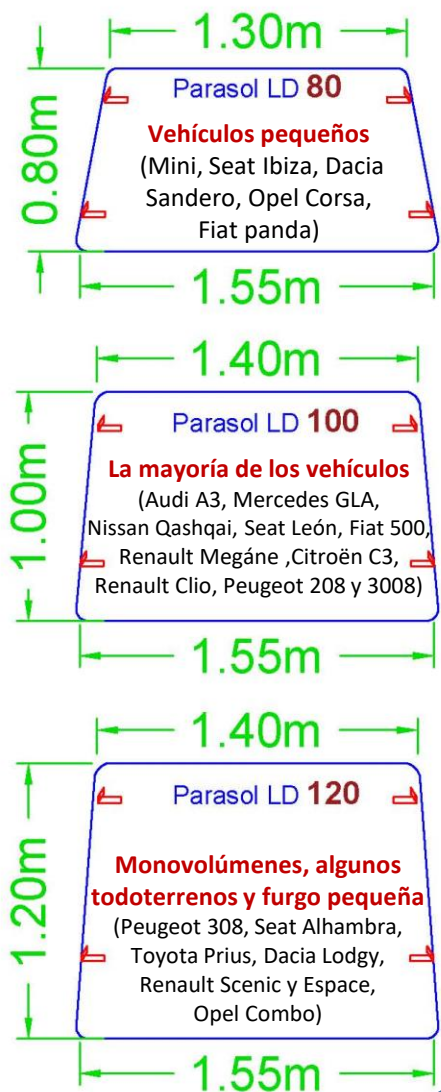 1.30m
0.80m
Parasol LD 80
Vehículos pequeños
(Mini, Seat Ibiza, Dacia
Sandero, Opel Corsa,
Fiat panda)
1.55m
1.40m
1.00m
Parasol LD 100
La mayoría de los vehículos
(Audi A3, Mercedes GLA,
Nissan Qashqai, Seat León, Fiat 500,
Renault Megáne ,Citroën C3,
Renault Clio, Peugeot 208 y 3008)
1.55m
1.40m
1.20m
Parasol LD 120
Monovolúmenes, algunos
todoterrenos y furgo pequeña
(Peugeot 308, Seat Alhambra,
Toyota Prius, Dacia Lodgy,
Renault Scenic y Espace,
Opel Combo)
1.55m